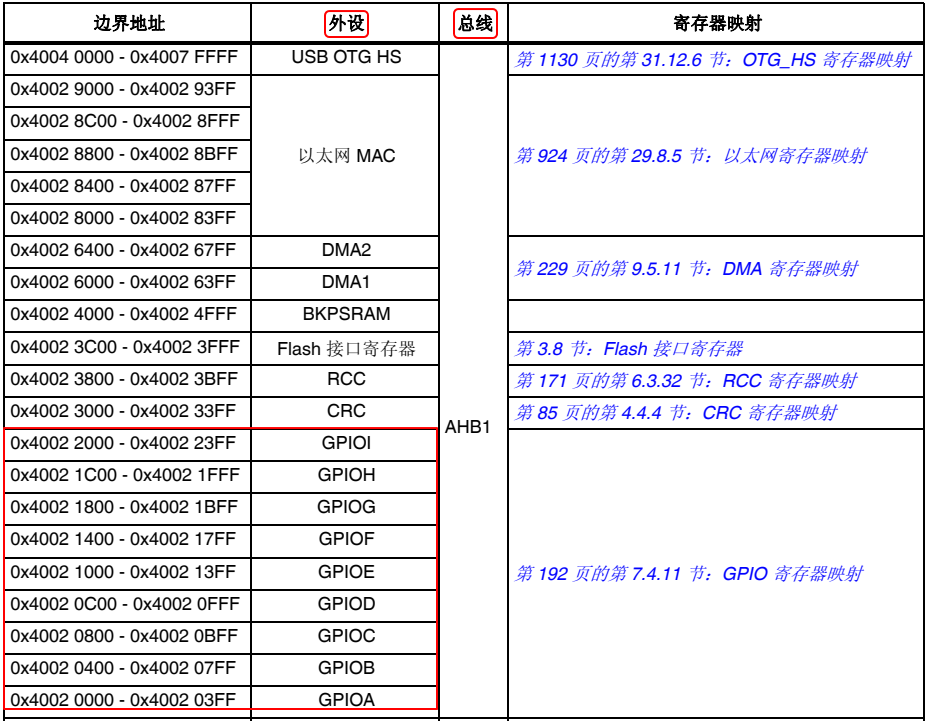 边界地址 外设 总线 寄存器映射
0x4004 0000 - 0x4007 FFFF USB OTG HS 第 1130 页的第 31.12.6 节：OTG_HS 寄存器映射
0x4002 9000 - 0x4002 93FF
0x4002 8C00 - 0x4002 8FFF
0x4002 8800 - 0x4002 8BFF 以太网 MAC 第 924 页的第 29.8.5 节：以太网寄存器映射
0x4002 8400 - 0x4002 87FF
0x4002 8000 - 0x4002 83FF
0x4002 6400 - 0x4002 67FF DMA2
第 229 页的第 9.5.11 节：DMA 寄存器映射
0x4002 6000 - 0x4002 63FF DMA1
0x4002 4000 - 0x4002 4FFF BKPSRAM
0x4002 3C00 - 0x4002 3FFF Flash 接口寄存器 第 3.8 节：Flash 接口寄存器
0x4002 3800 - 0x4002 3BFF RCC 第 171 页的第 6.3.32 节：RCC 寄存器映射
0x4002 3000 - 0x4002 33FF CRC 第 85 页的第 4.4.4 节：CRC 寄存器映射
AHB1
0x4002 2000 - 0x4002 23FF GPIOI
0x4002 1C00 - 0x4002 1FFF GPIOH
0x4002 1800 - 0x4002 1BFF GPIOG
0x4002 1400 - 0x4002 17FF GPIOF
0x4002 1000 - 0x4002 13FF GPIOE 第 192 页的第 7.4.11 节：GPIO 寄存器映射
0x4002 0C00 - 0x4002 0FFF GPIOD
0x4002 0800 - 0x4002 0BFF GPIOC
0x4002 0400 - 0x4002 07FF GPIOB
0x4002 0000 - 0x4002 03FF GPIOA